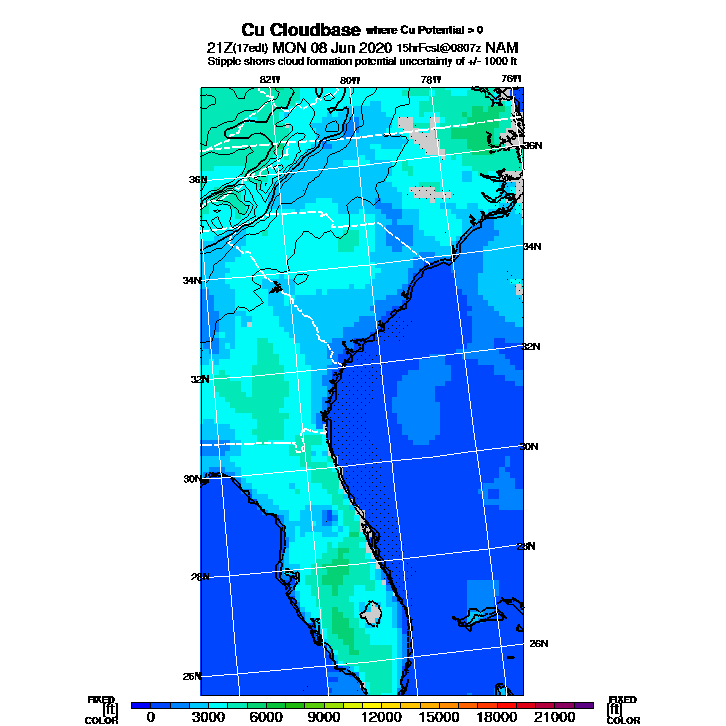 Cu Cloudbase where Cu Potential > 0
21Z(17edt) MON 08 Jun 2020 15hrFcst@0807z NAM
Stipple shows cloud formation potential uncertainty of +/- 1000 ft
82W 80W 78W 76W
36N
36N
34N
34N
32N
32N
30N
30N
28N
28N
26N
26N
FIXED [ft] COLOR
0 3000 6000 9000 12000 15000 18000 21000
FIXED [ft] COLOR